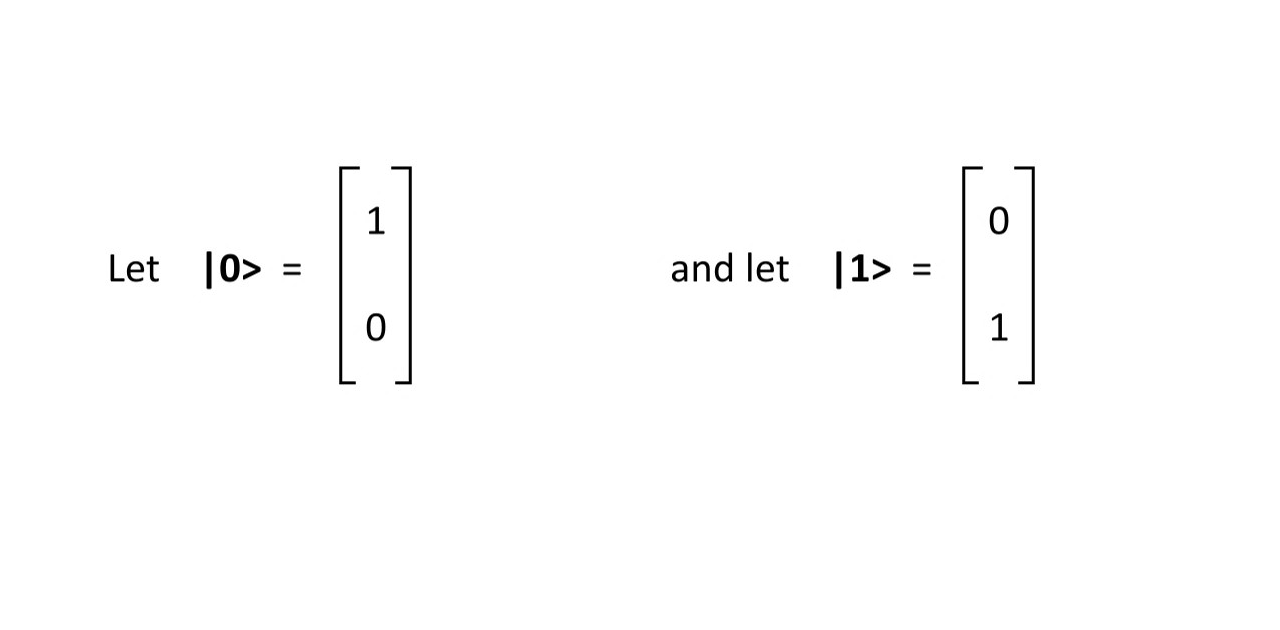 Let |0> = [ 1 0 ] and let |1> = [ 0 1 ]